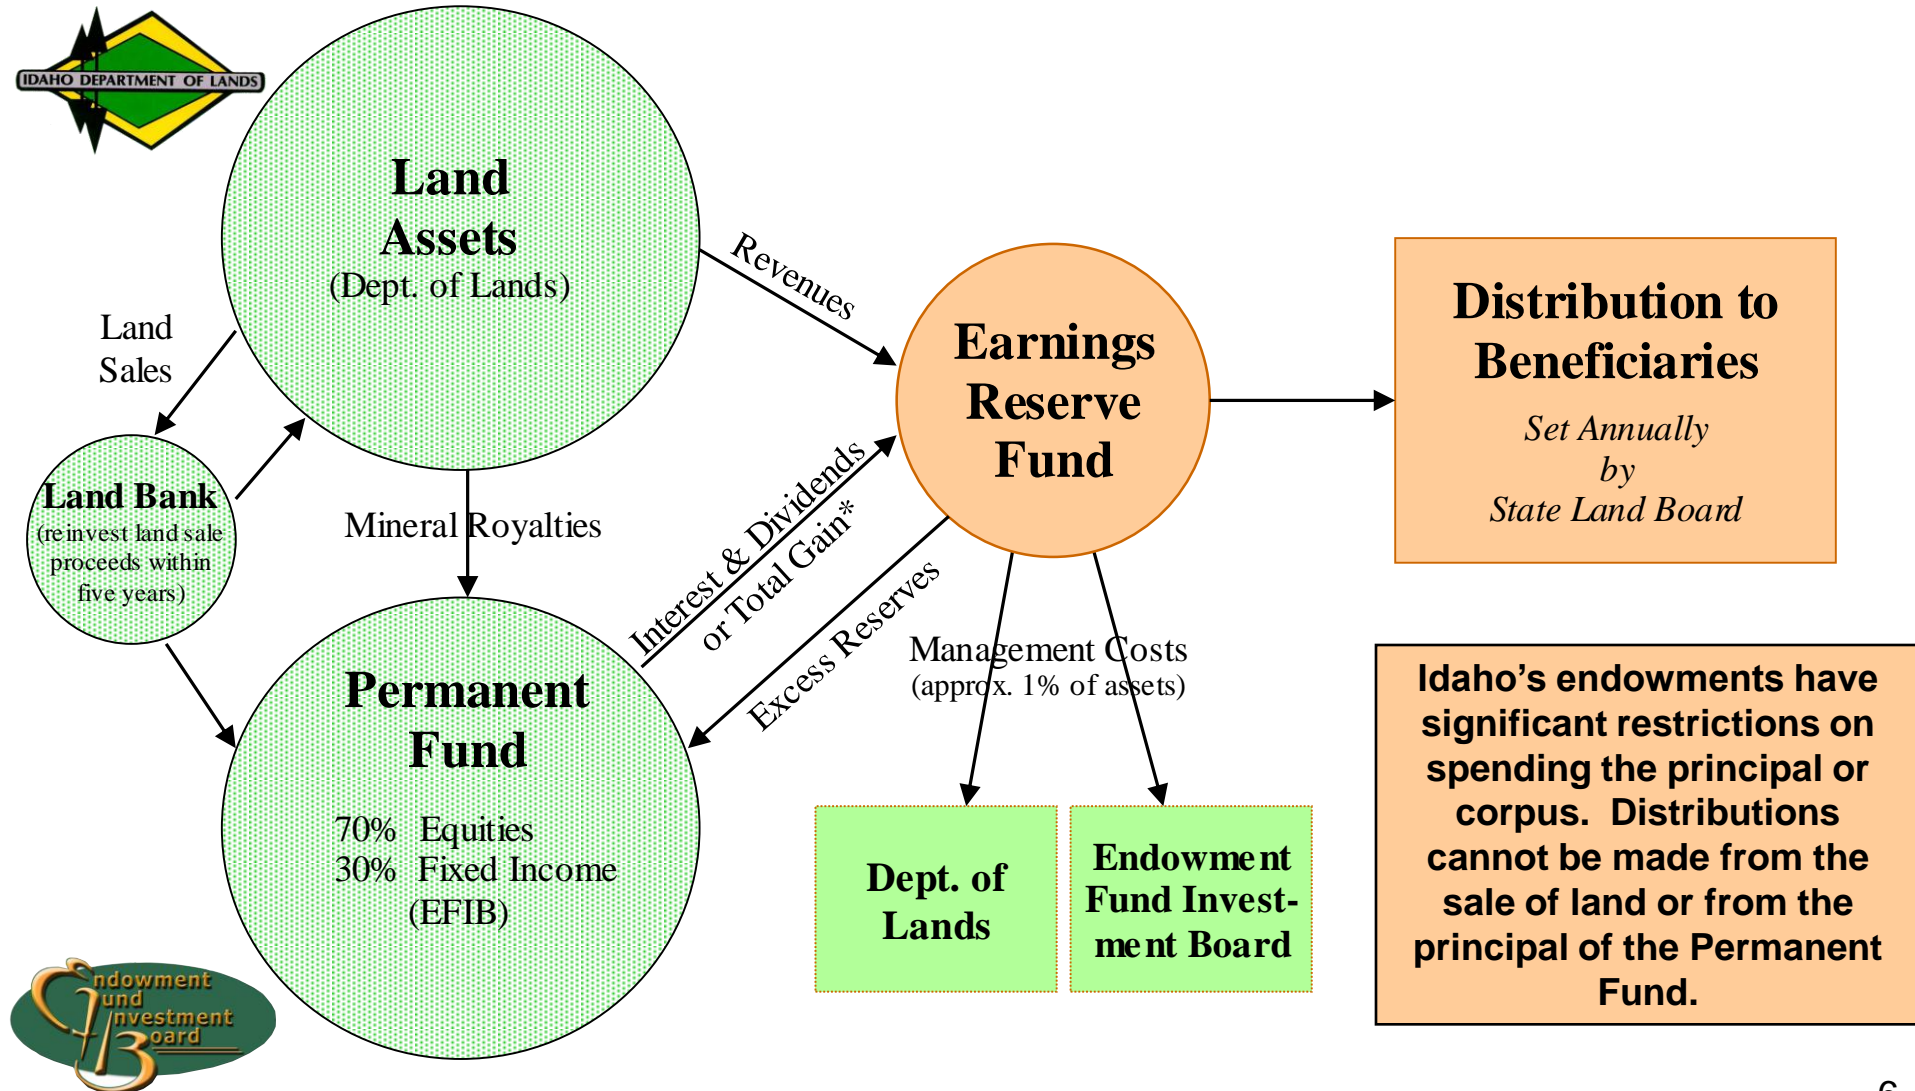 IDAHO DEPARTMENT OF LANDS
Land
Assets
(Dept. of Lands)
Revenues
Land
Sales
Land Bank
(reinvest land sale
proceeds within
five years)
Mineral Royalties
Interest & Dividends
or Total Gain*
Excess Reserves
Earnings
Reserve
Fund
Distribution to
Beneficiaries
Set Annually
by
State Land Board
Management Costs
(approx. 1% of assets)
Permanent
Fund
70% Equities
30% Fixed Income
(EFIB)
Dept. of
Lands
Endowment
Fund Invest-
ment Board
Idaho's endowments have
significant restrictions on
spending the principal or
corpus. Distributions
cannot be made from the
sale of land or from the
principal of the Permanent
Fund.
Endowment
Fund
Investment
Board
6